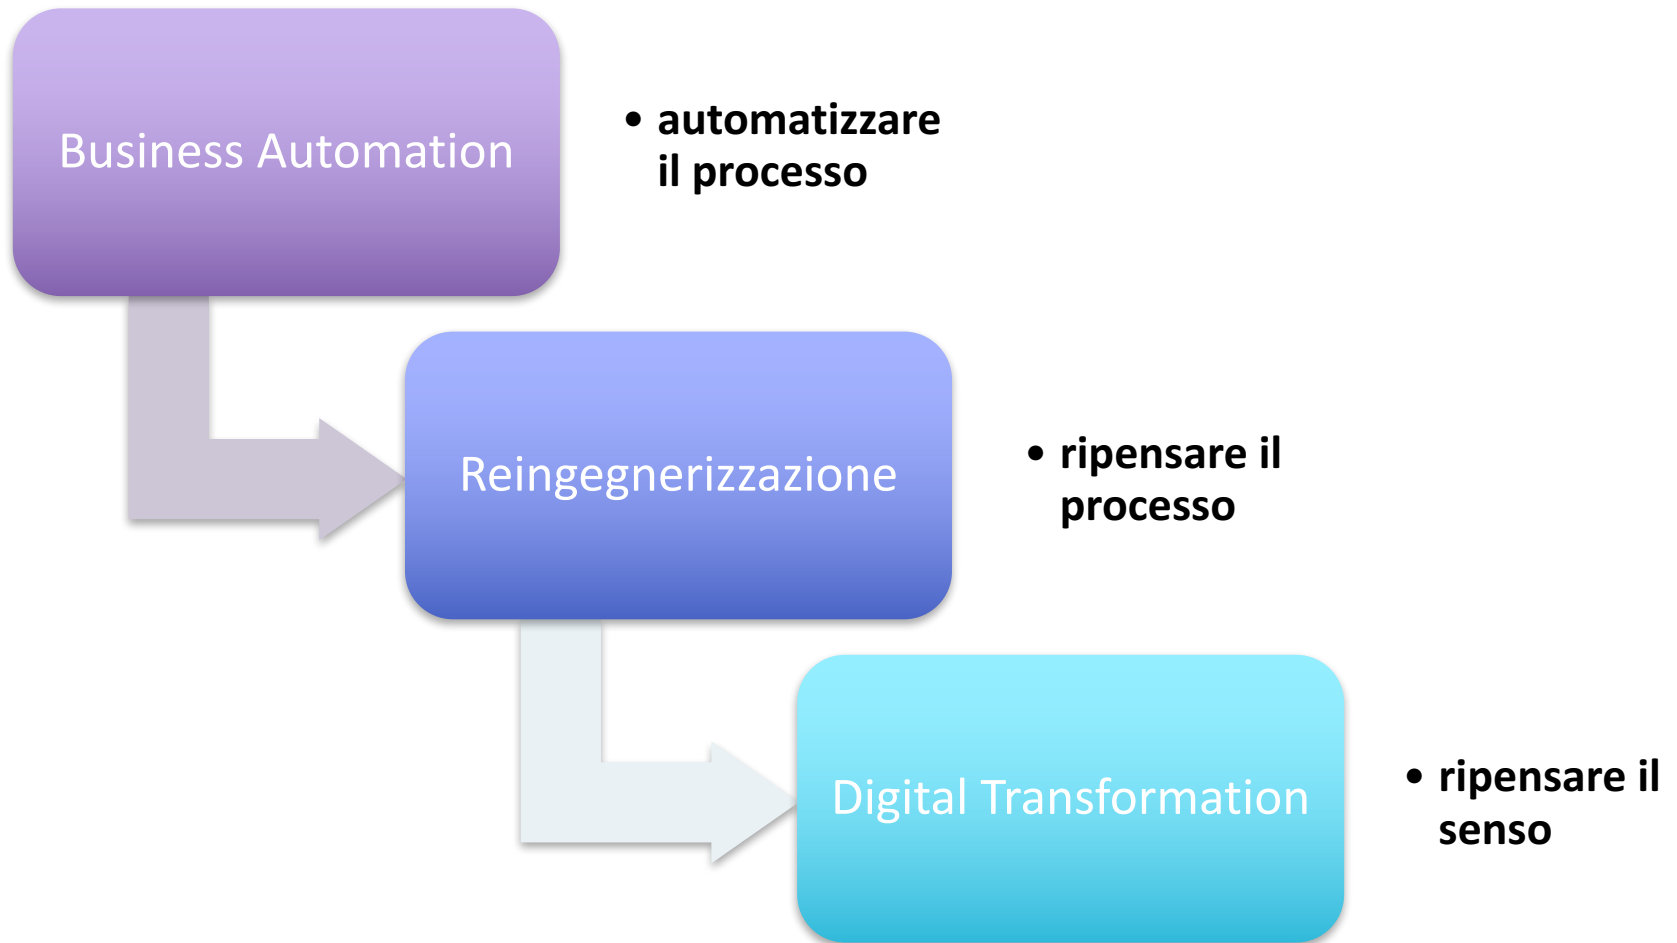 Business Automation
• automatizzare
il processo
Reingegnerizzazione
• ripensare il
processo
Digital Transformation
• ripensare il
senso